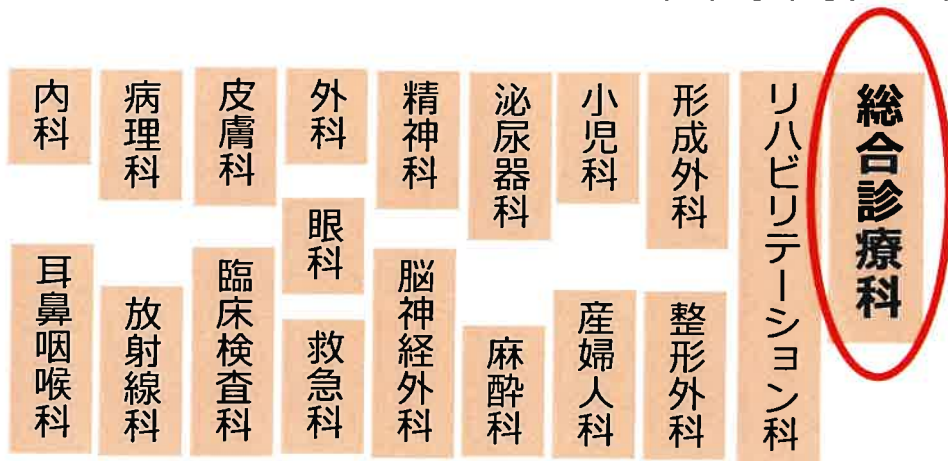 総合診療科
リハビリテーション科
形成外科
整形外科
小児科
産婦人科
泌尿器科
麻酔科
精神科
脳神経外科
外科
眼科
救急科
皮膚科
臨床検査科
病理科
放射線科
内科
耳鼻咽喉科